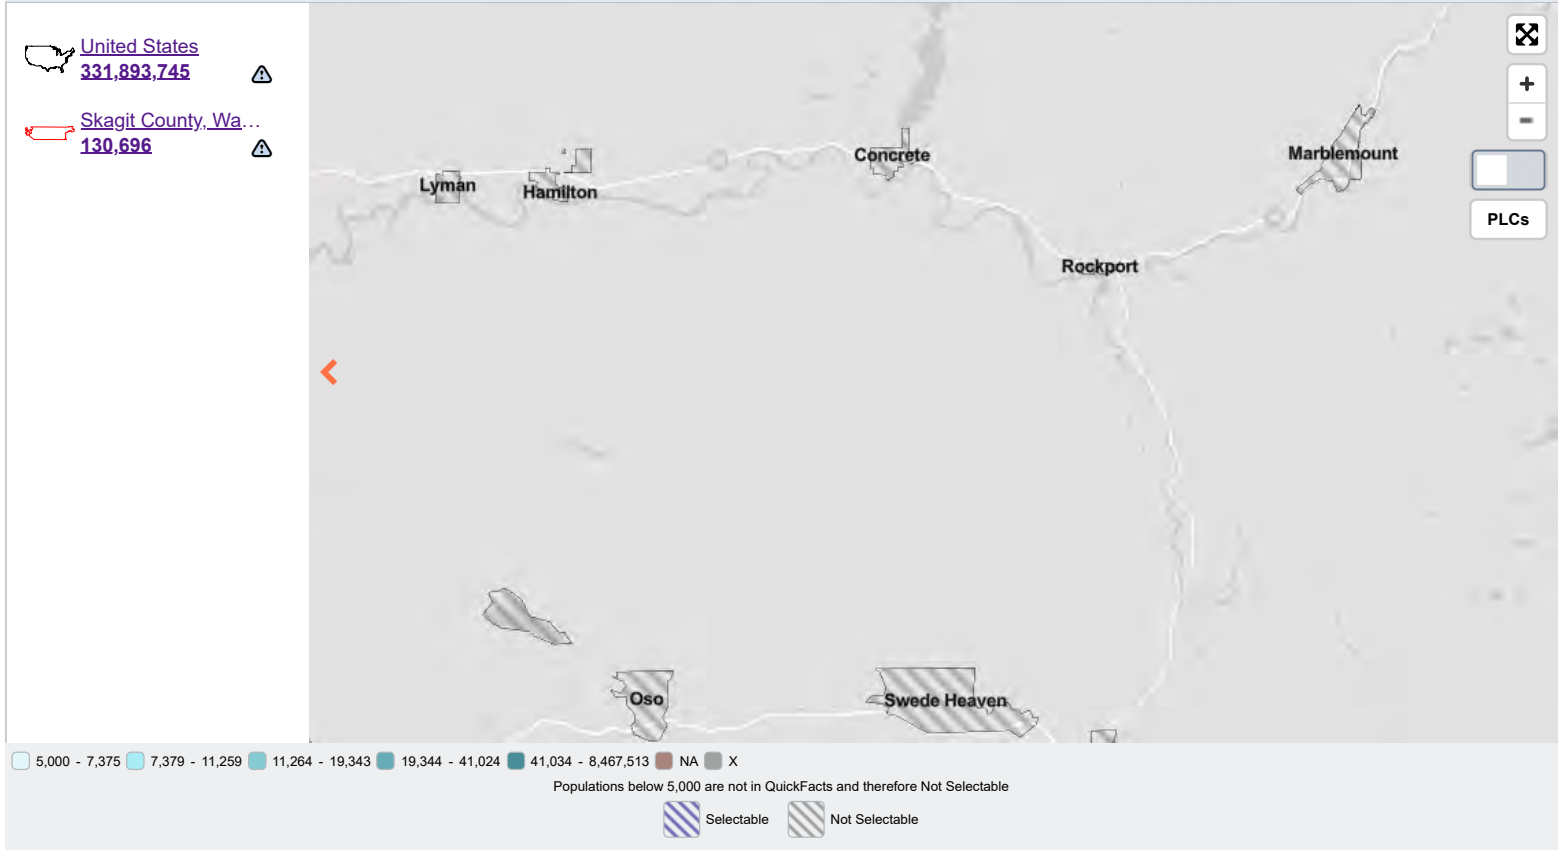 United States
331,893,745
Skagit County, Wa…
130,696
Concrete
Marblemount
Lyman
Hamilton
Rockport
Oso
Swede Heaven
+
-
PLCs
5,000 - 7,375 7,379 - 11,259 11,264 - 19,343 19,344 - 41,024 41,034 - 8,467,513 NA X
Populations below 5,000 are not in QuickFacts and therefore Not Selectable
Selectable Not Selectable